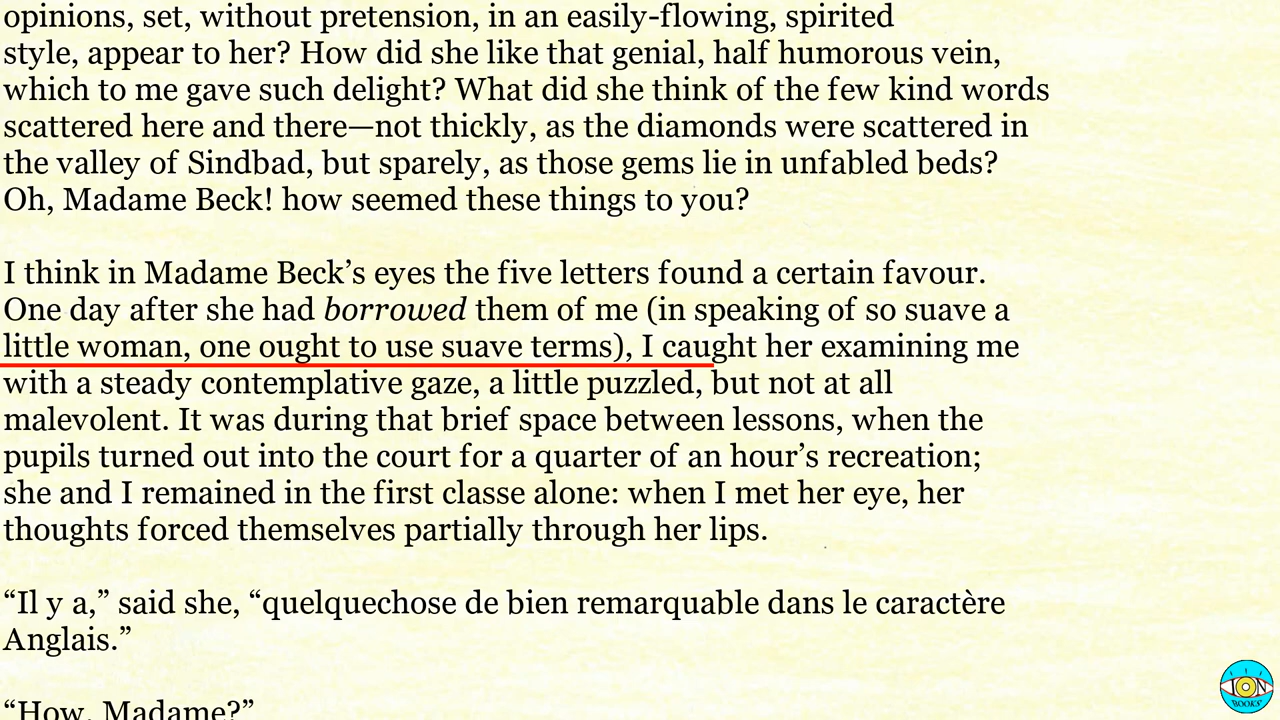 opinions, set, without pretension, in an easily-flowing, spirited
style, appear to her? How did she like that genial, half humorous vein,
which to me gave such delight? What did she think of the few kind words
scattered here and there—not thickly, as the diamonds were scattered in
the valley of Sindbad, but sparely, as those gems lie in unfabled beds?
Oh, Madame Beck! how seemed these things to you?
I think in Madame Beck’s eyes the five letters found a certain favour.
One day after she had borrowed them of me (in speaking of so suave a
little woman, one ought to use suave terms), I caught her examining me
with a steady contemplative gaze, a little puzzled, but not at all
malevolent. It was during that brief space between lessons, when the
pupils turned out into the court for a quarter of an hour’s recreation;
she and I remained in the first classe alone: when I met her eye, her
thoughts forced themselves partially through her lips.
“Il y a,” said she, “quelquechose de bien remarquable dans le caractère
Anglais.”
“How, Madame?”
ION
BOOKS